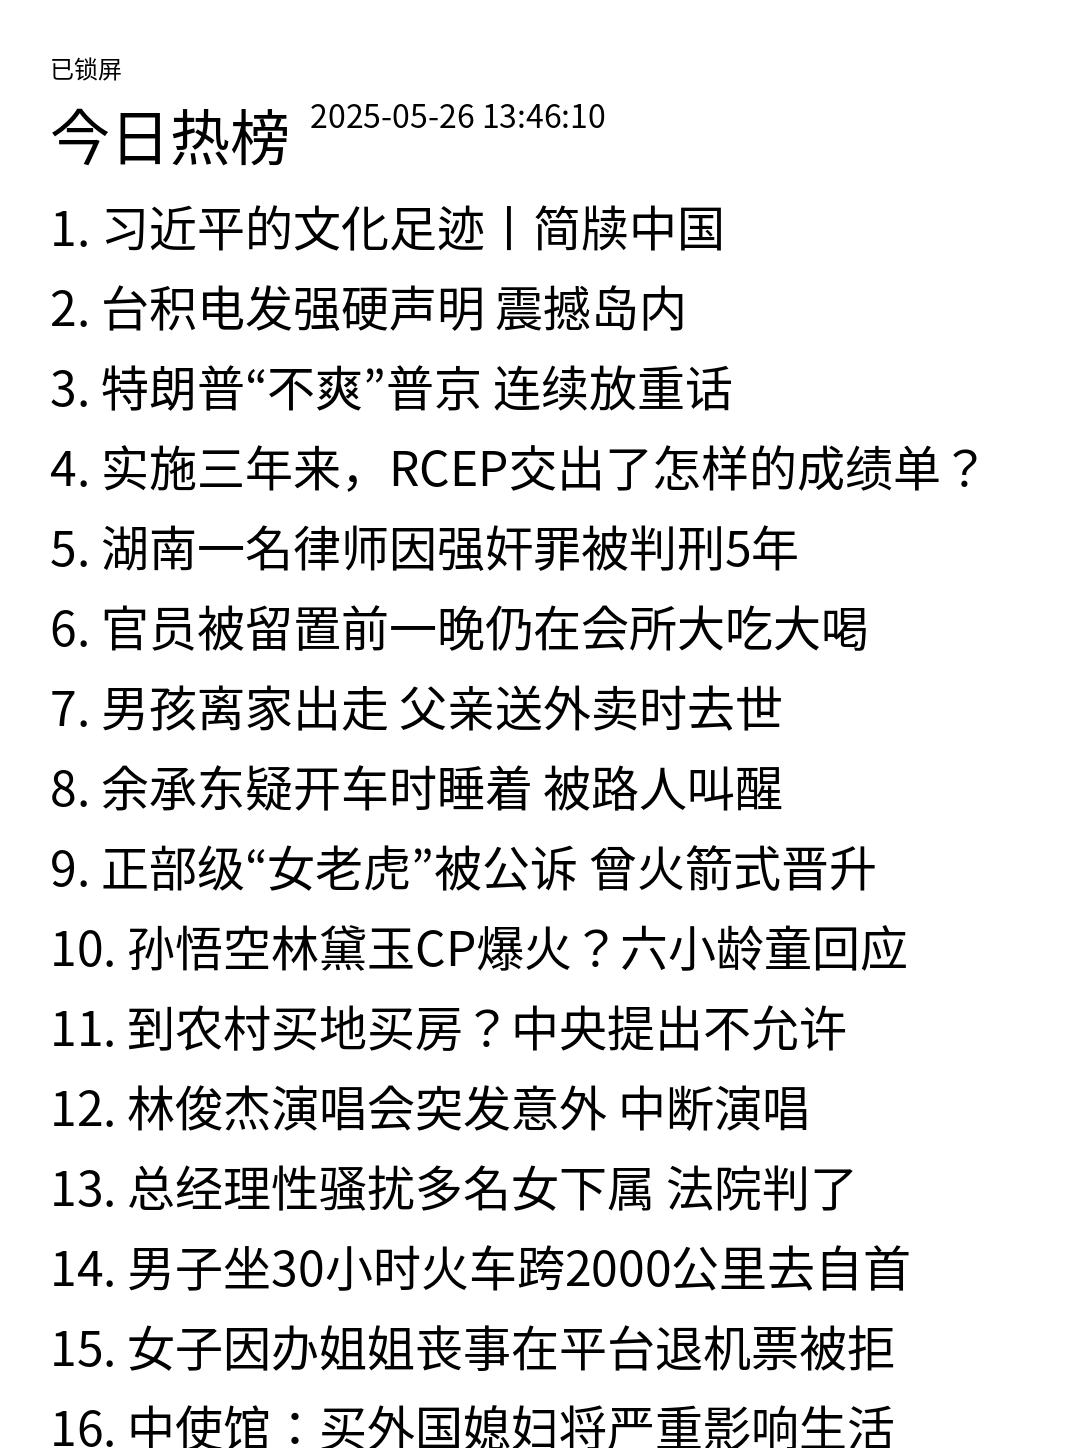 已锁屏
今日热榜 2025-05-26 13:46:10
1. 习近平的文化足迹丨简牍中国
2. 台积电发强硬声明 震撼岛内
3. 特朗普“不爽”普京 连续放重话
4. 实施三年来，RCEP交出了怎样的成绩单？
5. 湖南一名律师因强奸罪被判刑5年
6. 官员被留置前一晚仍在会所大吃大喝
7. 男孩离家出走 父亲送外卖时去世
8. 余承东疑开车时睡着 被路人叫醒
9. 正部级“女老虎”被公诉 曾火箭式晋升
10. 孙悟空林黛玉CP爆火？六小龄童回应
11. 到农村买地买房？中央提出不允许
12. 林俊杰演唱会突发意外 中断演唱
13. 总经理性骚扰多名女下属 法院判了
14. 男子坐30小时火车跨2000公里去自首
15. 女子因办姐姐丧事在平台退机票被拒
16. 中使馆：买外国媳妇将严重影响生活